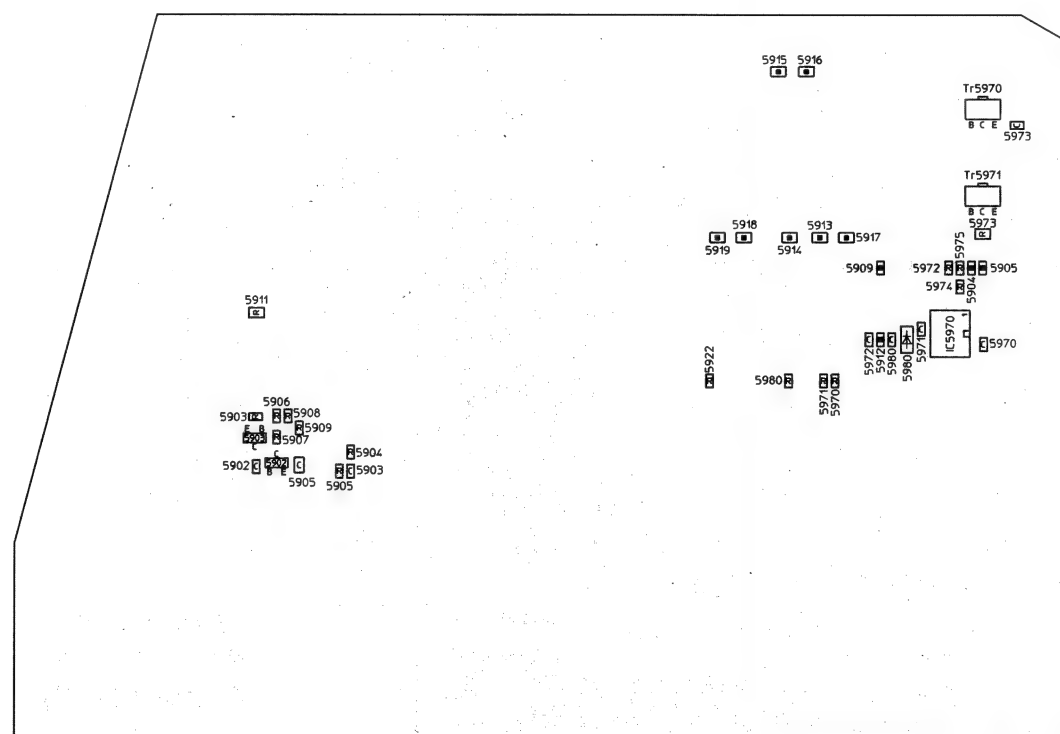 5915 5916
Tr5970
B C E
C
5973
Tr5971
B C E
5973
R
5918 5913
5919 5914 5917
5975
5909 5972 R R 5905
5974 R 5904
5911
R
1
IC5970
C 5971
C C C 5970
5972 5912 5980 5980
5922
R 5980 R R R
5971 5970
5906
5903 R R R 5908
R 5909
E B
5903 R 5907
C
C
R 5904
5902 C 5902 C
B E
R C 5903
5905
5905